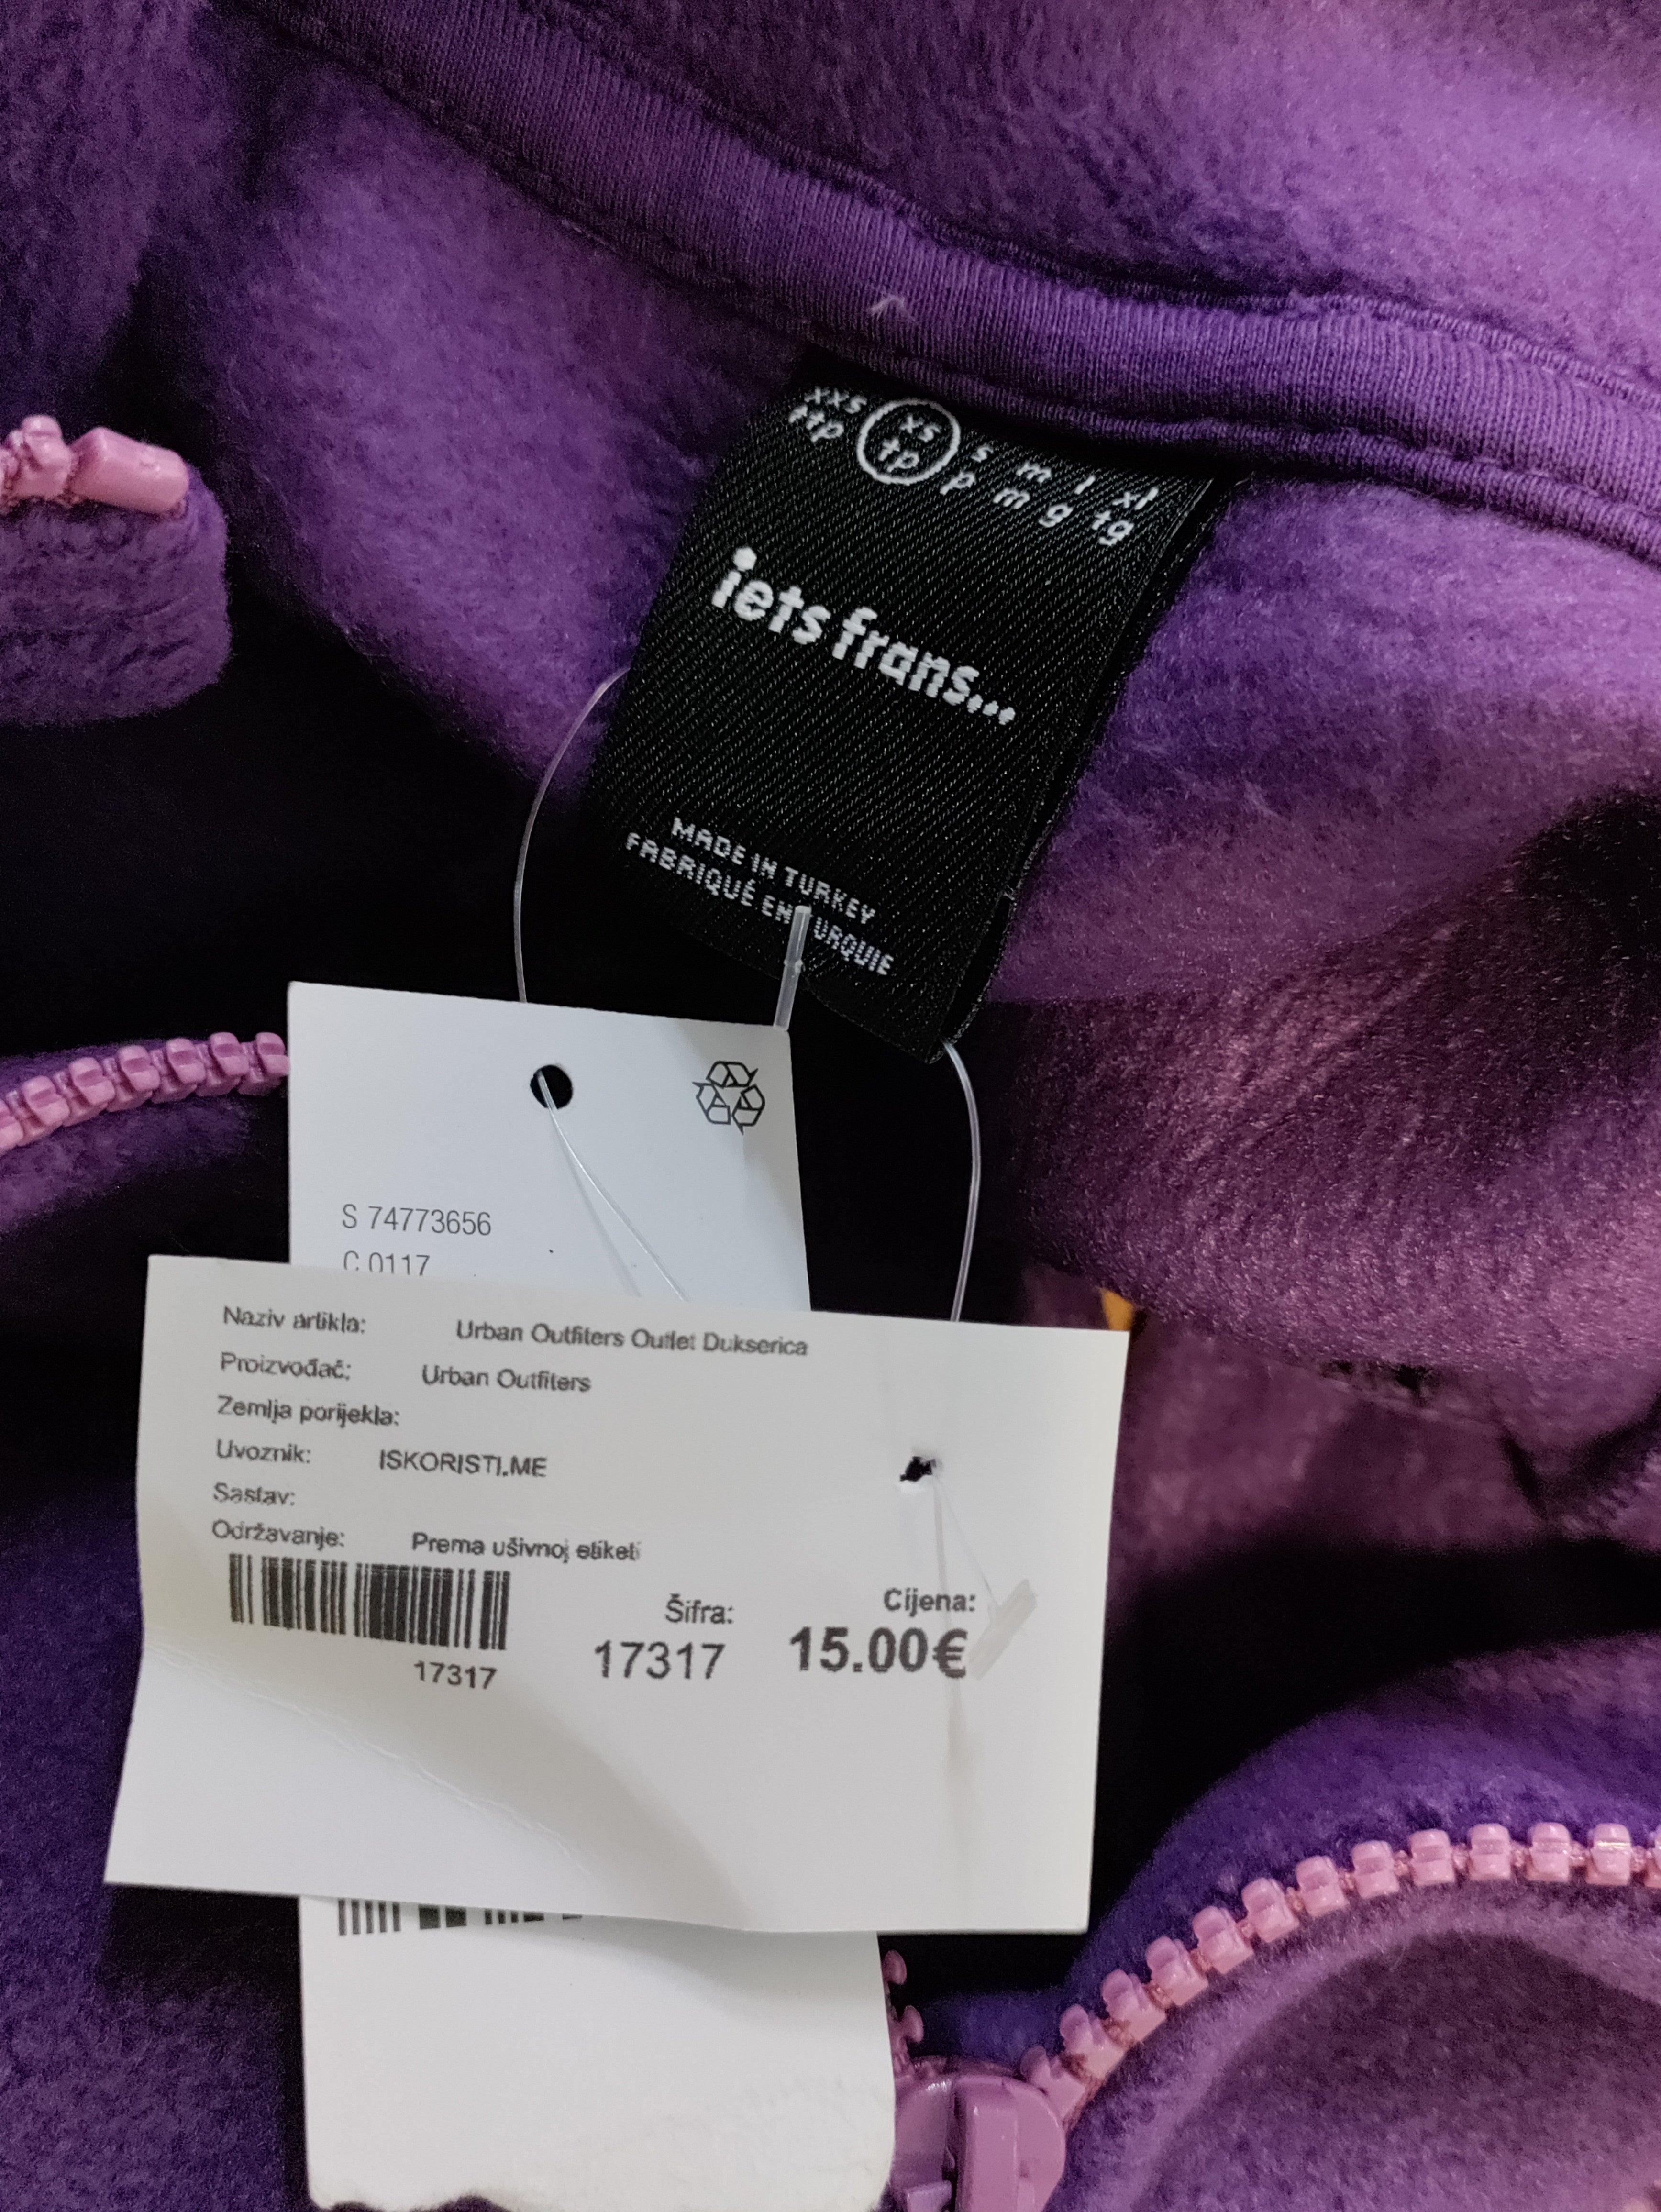 xxs xs s m l xl
ttp tp p m g tg
iets frans...
MADE IN TURKEY
FABRIQUÉ EN TURQUIE
S 74773656
C 0117
Naziv artikla: Urban Outfiters Outlet Dukserica
Proizvođač: Urban Outfiters
Zemlja porijekla:
Uvoznik: ISKORISTI.ME
Sastav:
Održavanje: Prema ušivnoj etiketi
Šifra: Cijena:
17317 15.00€
17317